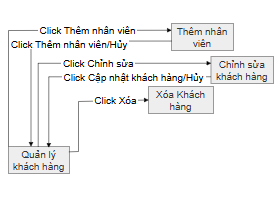 Click Thêm nhân viên
Thêm nhân
viên
Click Thêm nhân viên/Hủy
Click Chỉnh sửa
Chỉnh sửa
khách hàng
Click Cập nhật khách hàng/Hủy
Click Xóa
Xóa Khách
hàng
Quản lý
khách hàng